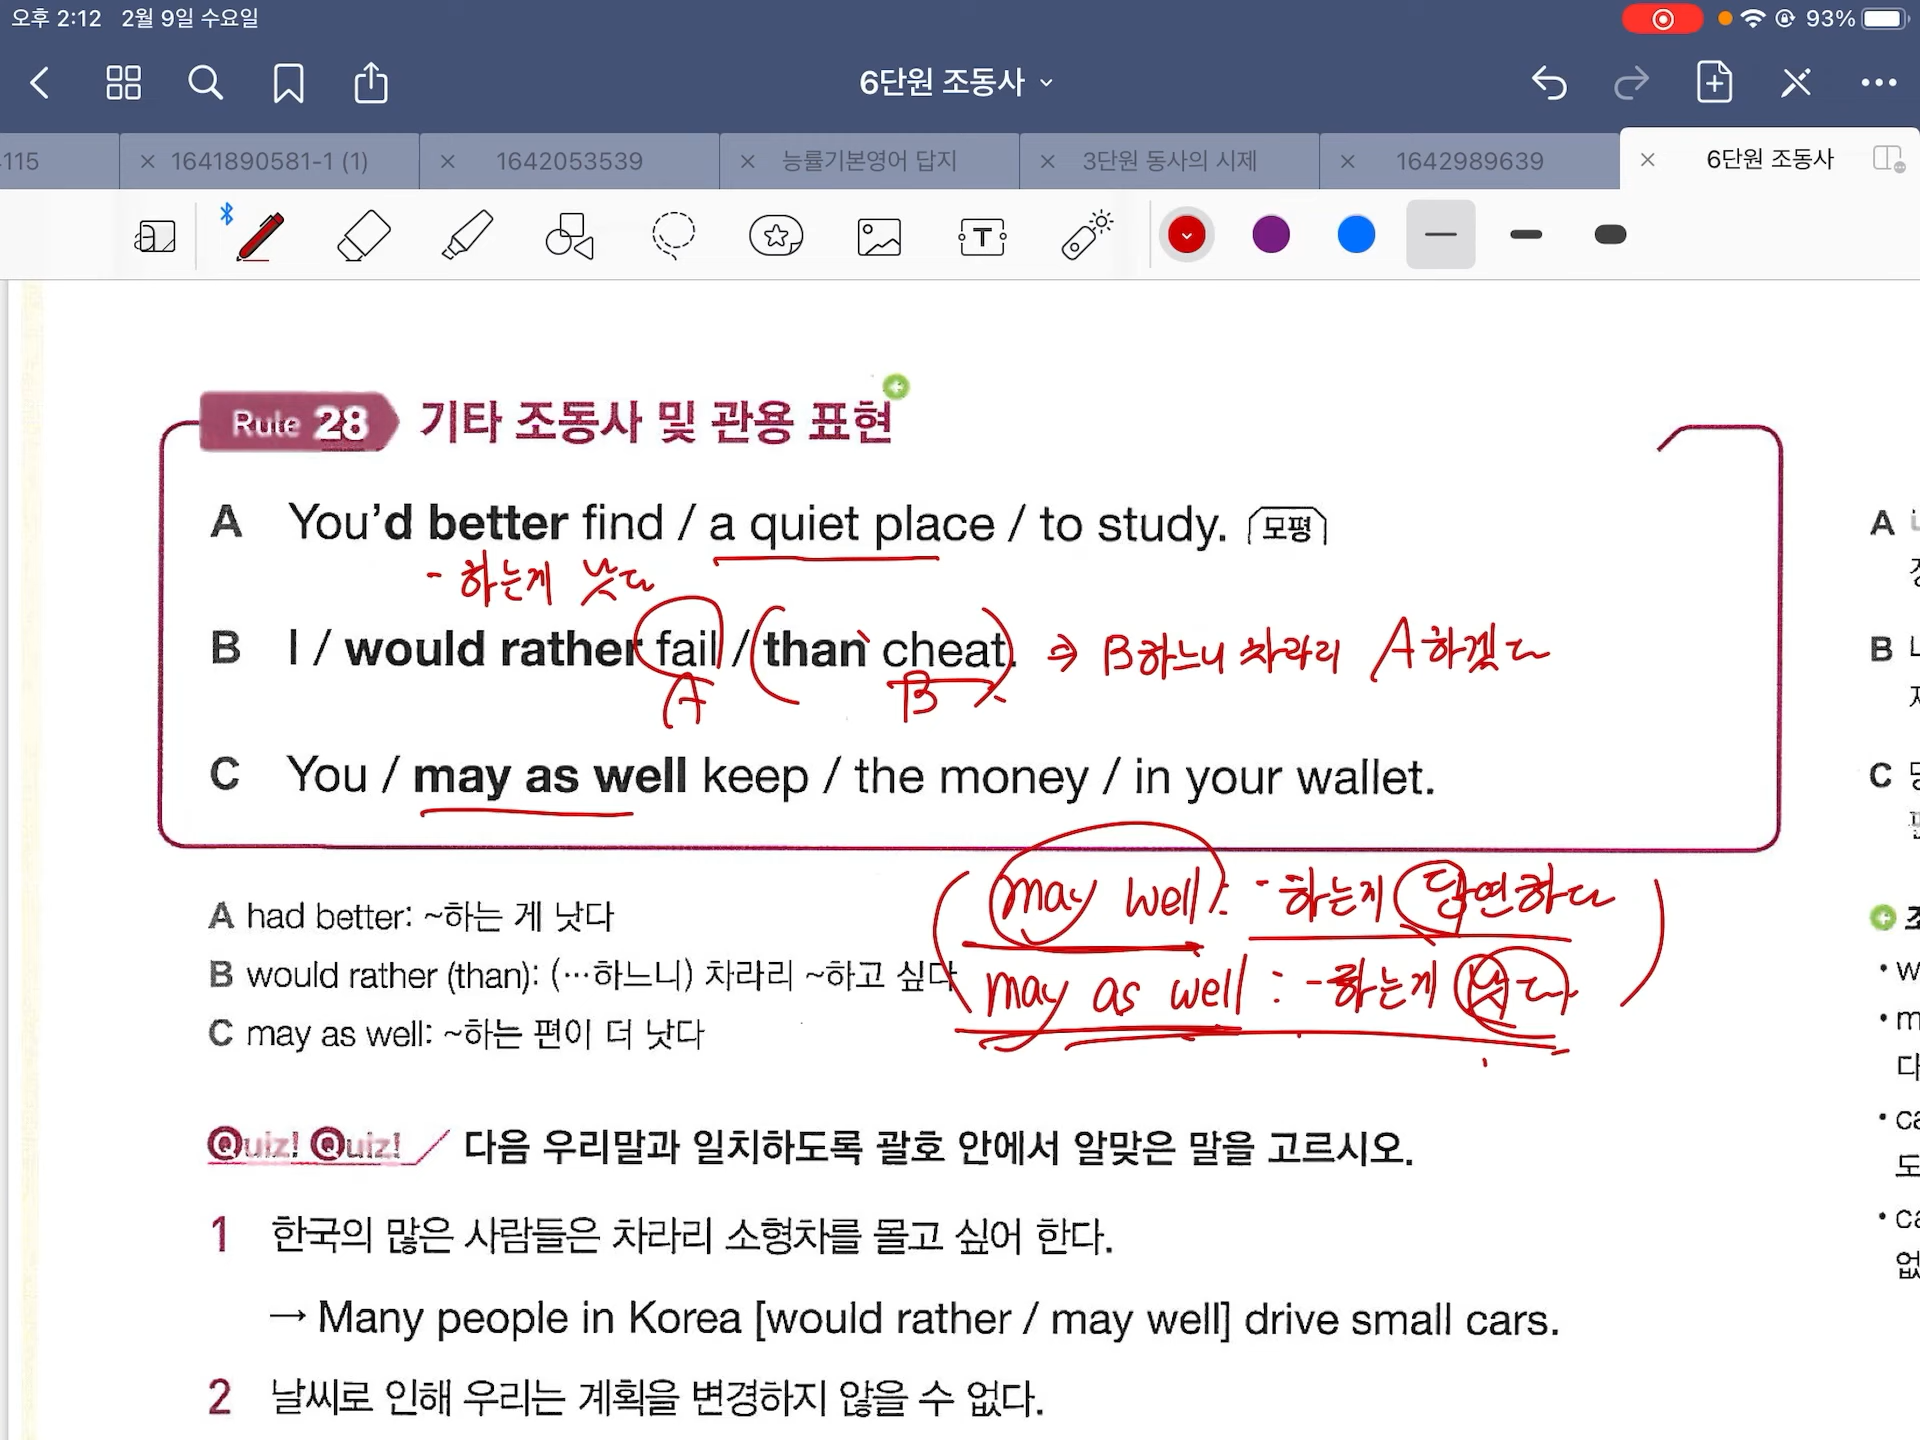 오후 2:12 2월 9일 수요일
93%
6단원 조동사
115
1641890581-1 (1)
1642053539
능률기본영어 답지
3단원 동사의 시제
1642989639
6단원 조동사
Rule 28 기타 조동사 및 관용 표현
A You'd better find / a quiet place / to study. 모평
- 하는게 낫다
B I / would rather fail / than cheat. ⇒ B하느니 차라리 A하겠다
A B
C You / may as well keep / the money / in your wallet.
may well : - 하는게 당연하다
A had better: ~하는 게 낫다
B would rather (than): (…하느니) 차라리 ~하고 싶다
may as well : - 하는게 낫다
C may as well: ~하는 편이 더 낫다
Quiz! Quiz! 다음 우리말과 일치하도록 괄호 안에서 알맞은 말을 고르시오.
1 한국의 많은 사람들은 차라리 소형차를 몰고 싶어 한다.
→ Many people in Korea [would rather / may well] drive small cars.
2 날씨로 인해 우리는 계획을 변경하지 않을 수 없다.
A
B
C
• w
• m
다
• ca
도
• ca
없